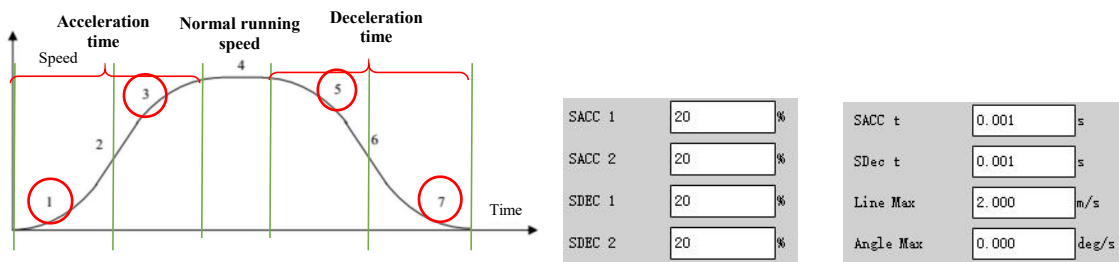 Acceleration
time
Normal running
speed
Deceleration
time
Speed
4
3
5
2
6
1
7
Time
SACC 1 20 %
SACC 2 20 %
SDEC 1 20 %
SDEC 2 20 %
SACC t 0.001 s
SDec t 0.001 s
Line Max 2.000 m/s
Angle Max 0.000 deg/s